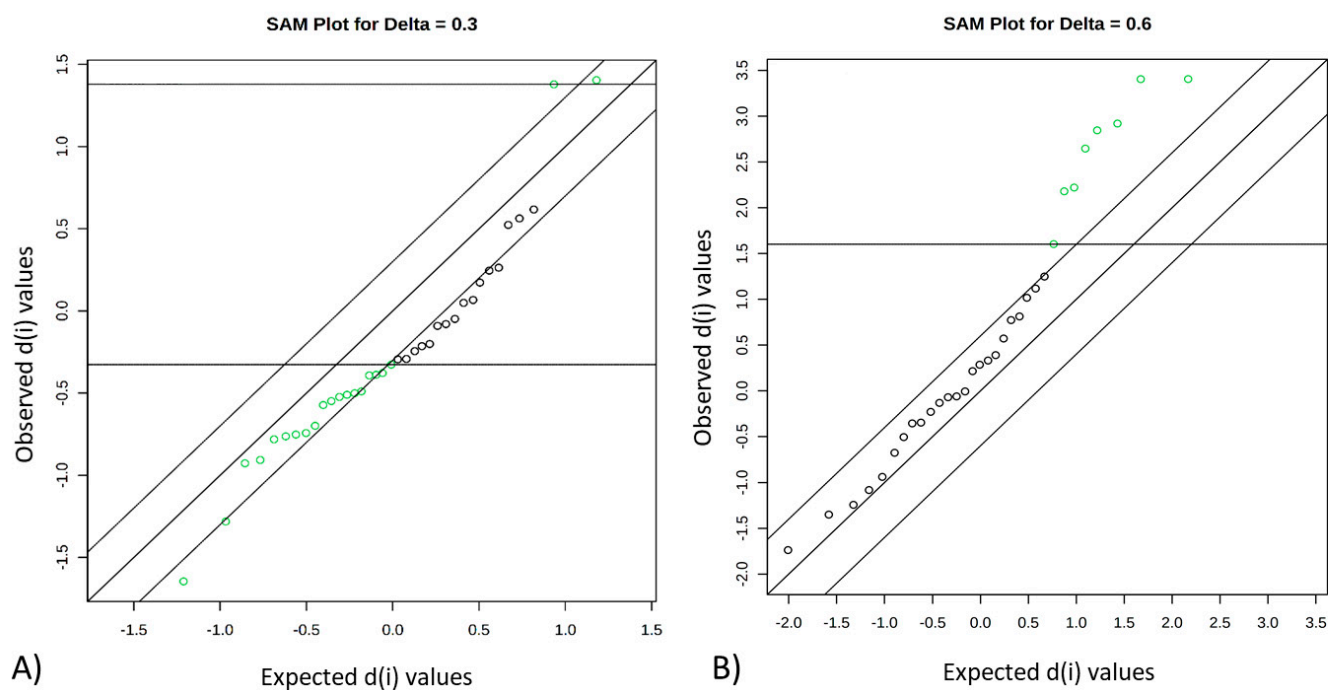 SAM Plot for Delta = 0.3
1.5
1.0
0.5
0.0
-0.5
-1.0
-1.5
Observed d(i) values
-1.5 -1.0 -0.5 0.0 0.5 1.0 1.5
A)
Expected d(i) values
SAM Plot for Delta = 0.6
3.5
3.0
2.5
2.0
1.5
1.0
0.5
0.0
-0.5
-1.0
-1.5
-2.0
Observed d(i) values
-2.0 -1.5 -1.0 -0.5 0.0 0.5 1.0 1.5 2.0 2.5 3.0 3.5
B)
Expected d(i) values